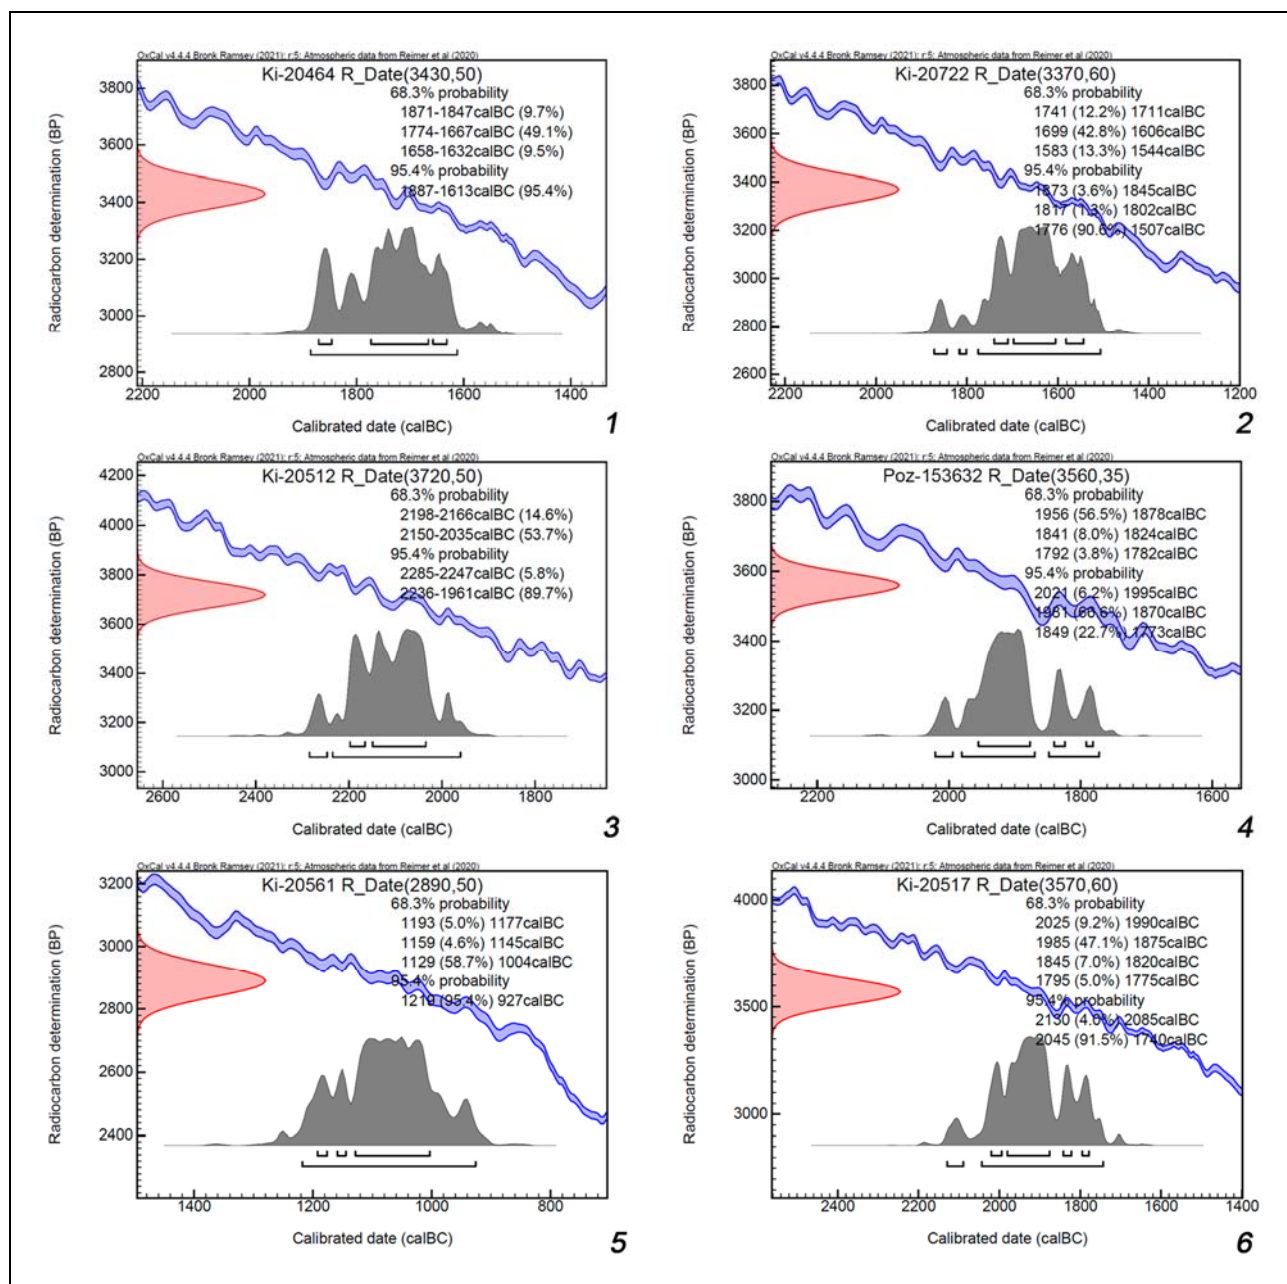 OxCal v4.4.4 Bronk Ramsey (2021); r:5; Atmospheric data from Reimer et al (2020)
Ki-20464 R_Date(3430,50)
68.3% probability
1871-1847calBC (9.7%)
1774-1667calBC (49.1%)
1658-1632calBC (9.5%)
95.4% probability
1887-1613calBC (95.4%)
Radiocarbon determination (BP)
3800
3600
3400
3200
3000
2800
2200 2000 1800 1600 1400
Calibrated date (calBC)
1
OxCal v4.4.4 Bronk Ramsey (2021); r:5; Atmospheric data from Reimer et al (2020)
Ki-20722 R_Date(3370,60)
68.3% probability
1741 (12.2%) 1711calBC
1699 (42.8%) 1606calBC
1583 (13.3%) 1544calBC
95.4% probability
1873 (3.6%) 1845calBC
1817 (1.3%) 1802calBC
1776 (90.6%) 1507calBC
Radiocarbon determination (BP)
3800
3600
3400
3200
3000
2800
2600
2200 2000 1800 1600 1400 1200
Calibrated date (calBC)
2
OxCal v4.4.4 Bronk Ramsey (2021); r:5; Atmospheric data from Reimer et al (2020)
Ki-20512 R_Date(3720,50)
68.3% probability
2198-2166calBC (14.6%)
2150-2035calBC (53.7%)
95.4% probability
2285-2247calBC (5.8%)
2236-1961calBC (89.7%)
Radiocarbon determination (BP)
4200
4000
3800
3600
3400
3200
3000
2600 2400 2200 2000 1800
Calibrated date (calBC)
3
OxCal v4.4.4 Bronk Ramsey (2021); r:5; Atmospheric data from Reimer et al (2020)
Poz-153632 R_Date(3560,35)
68.3% probability
1956 (56.5%) 1878calBC
1841 (8.0%) 1824calBC
1792 (3.8%) 1782calBC
95.4% probability
2021 (6.2%) 1995calBC
1981 (66.6%) 1870calBC
1849 (22.7%) 1773calBC
Radiocarbon determination (BP)
3800
3600
3400
3200
3000
2200 2000 1800 1600
Calibrated date (calBC)
4
OxCal v4.4.4 Bronk Ramsey (2021); r:5; Atmospheric data from Reimer et al (2020)
Ki-20561 R_Date(2890,50)
68.3% probability
1193 (5.0%) 1177calBC
1159 (4.6%) 1145calBC
1129 (58.7%) 1004calBC
95.4% probability
(95.4%) 927calBC
Radiocarbon determination (BP)
3200
3000
2800
2600
2400
1400 1200 1000 800
Calibrated date (calBC)
5
OxCal v4.4.4 Bronk Ramsey (2021); r:5; Atmospheric data from Reimer et al (2020)
Ki-20517 R_Date(3570,60)
68.3% probability
2025 (9.2%) 1990calBC
1985 (47.1%) 1875calBC
1845 (7.0%) 1820calBC
1795 (5.0%) 1775calBC
95.4% probability
2130 2085calBC
2045 (91.5%) 1740calBC
Radiocarbon determination (BP)
4000
3500
3000
2400 2200 2000 1800 1600 1400
Calibrated date (calBC)
6